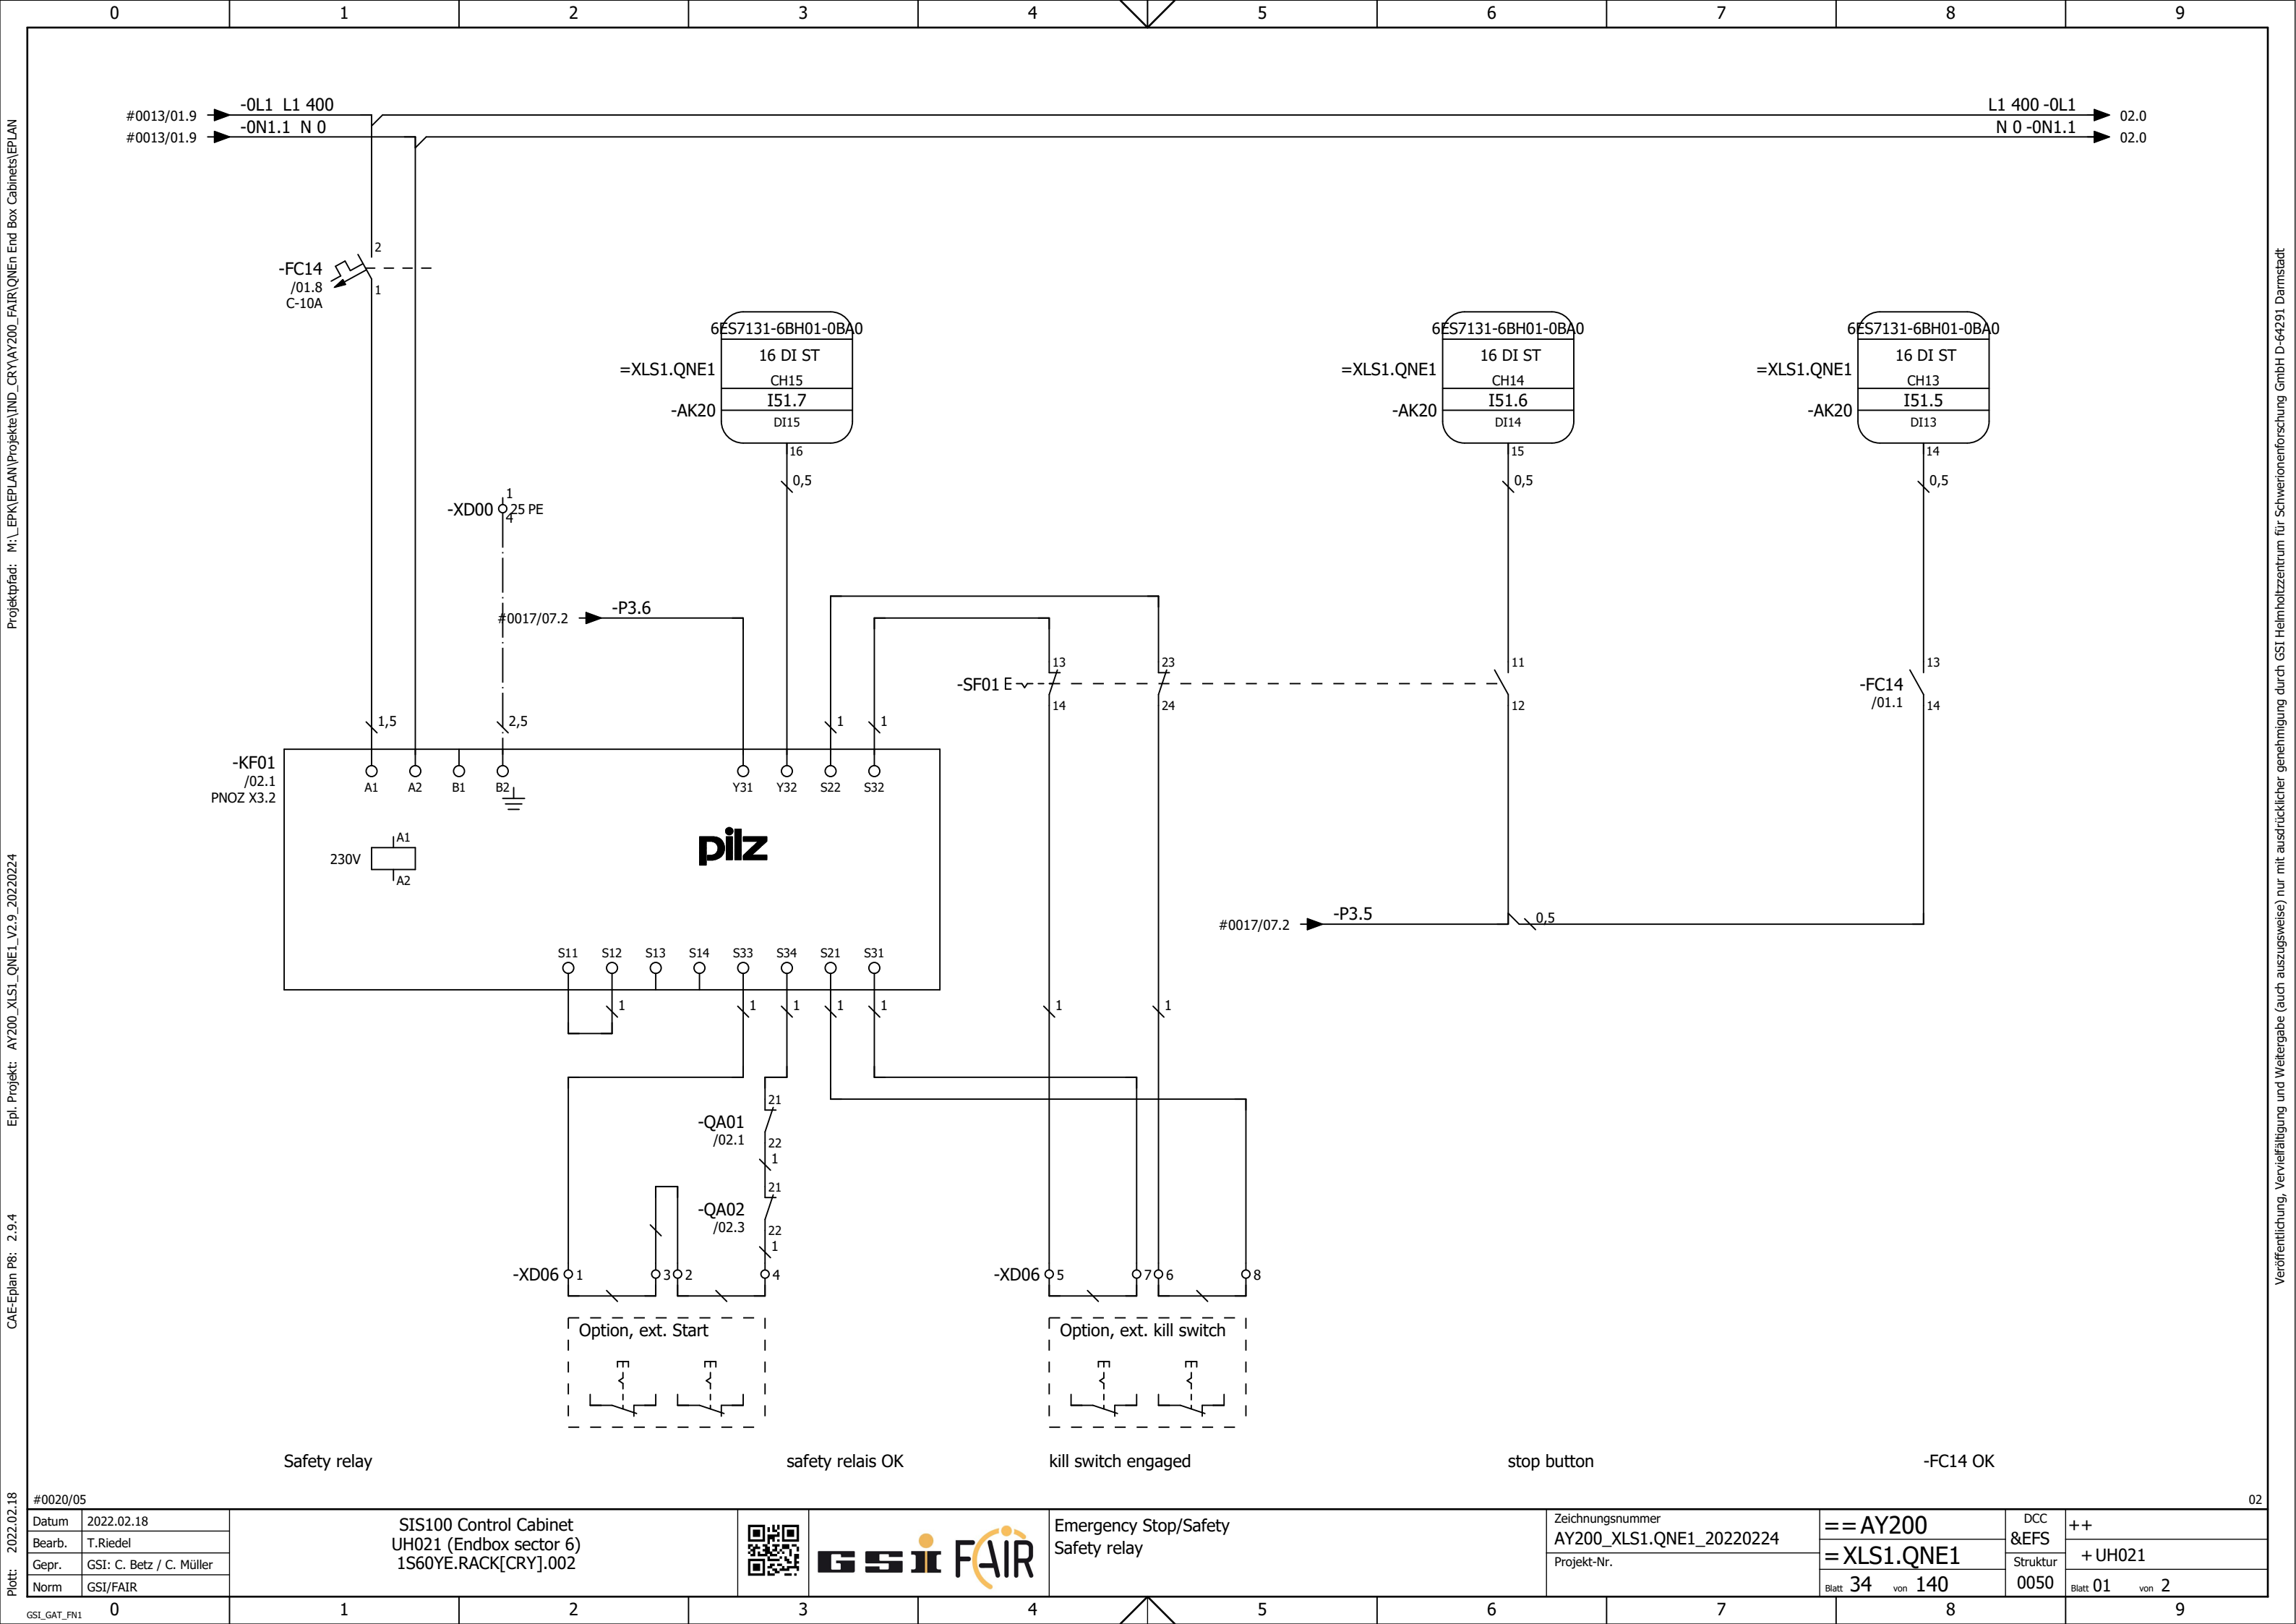 0 1 2 3 4 5 6 7 8 9
-0L1 L1 400
#0013/01.9
L1 400 -0L1
02.0
-0N1.1 N 0
#0013/01.9
N 0 -0N1.1
02.0
2
-FC14
/01.8
C-10A
1
6ES7131-6BH01-0BA0
16 DI ST
=XLS1.QNE1
CH15
I51.7
-AK20
DI15
16
0,5
6ES7131-6BH01-0BA0
16 DI ST
=XLS1.QNE1
CH14
I51.6
-AK20
DI14
15
0,5
6ES7131-6BH01-0BA0
16 DI ST
=XLS1.QNE1
CH13
I51.5
-AK20
DI13
14
0,5
1
-XD00
25 PE
4
#0017/07.2
-P3.6
-SF01 E
13
14
23
24
11
12
-FC14
/01.1
13
14
1,5
2,5
1
1
-KF01
/02.1
PNOZ X3.2
A1 A2 B1 B2 Y31 Y32 S22 S32
pilz
230V
A1
A2
#0017/07.2
-P3.5
0,5
S11 S12 S13 S14 S33 S34 S21 S31
1 1 1 1 1 1 1
-QA01
/02.1
21
22
1
-QA02
/02.3
21
22
1
-XD06 1 3 2 4
-XD06 5 7 6 8
Option, ext. Start
Option, ext. kill switch
Safety relay
safety relais OK
kill switch engaged
stop button
-FC14 OK
#0020/05
02
Datum 2022.02.18
Bearb. T.Riedel
Gepr. GSI: C. Betz / C. Müller
Norm GSI/FAIR
SIS100 Control Cabinet
UH021 (Endbox sector 6)
1S60YE.RACK[CRY].002
GSI FAIR
Emergency Stop/Safety
Safety relay
Zeichnungsnummer
AY200_XLS1.QNE1_20220224
Projekt-Nr.
==AY200
=XLS1.QNE1
Blatt 34 von 140
DCC
&EFS
Struktur
0050
++
+UH021
Blatt 01 von 2
GSI_GAT_FN1
0 1 2 3 4 5 6 7 8 9
Projektpfad: M:\_EPK\EPLAN\Projekte\IND_CRY\AY200_FAIR\QNEn End Box Cabinets\EPLAN
Epl. Projekt: AY200_XLS1_QNE1_V2.9_20220224
CAE-Eplan P8: 2.9.4
Plott: 2022.02.18
Veröffentlichung, Vervielfältigung und Weitergabe (auch auszugsweise) nur mit ausdrücklicher genehmigung durch GSI Helmholtzzentrum für Schwerionenforschung GmbH D-64291 Darmstadt